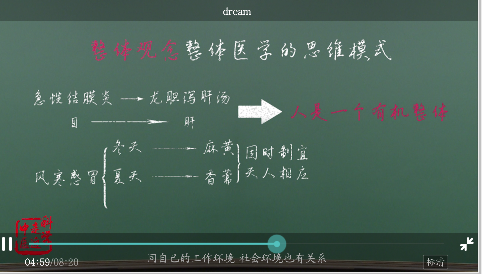 dream
整体观念整体医学的思维模式
急性结膜炎 → 龙胆泻肝汤
人是一个有机整体
目 → 肝
冬天 → 麻黄
因时制宜
风寒感冒
夏天 → 香薷
天人相应
同自己的工作环境 社会环境也有关系
04:59/08:20
标清